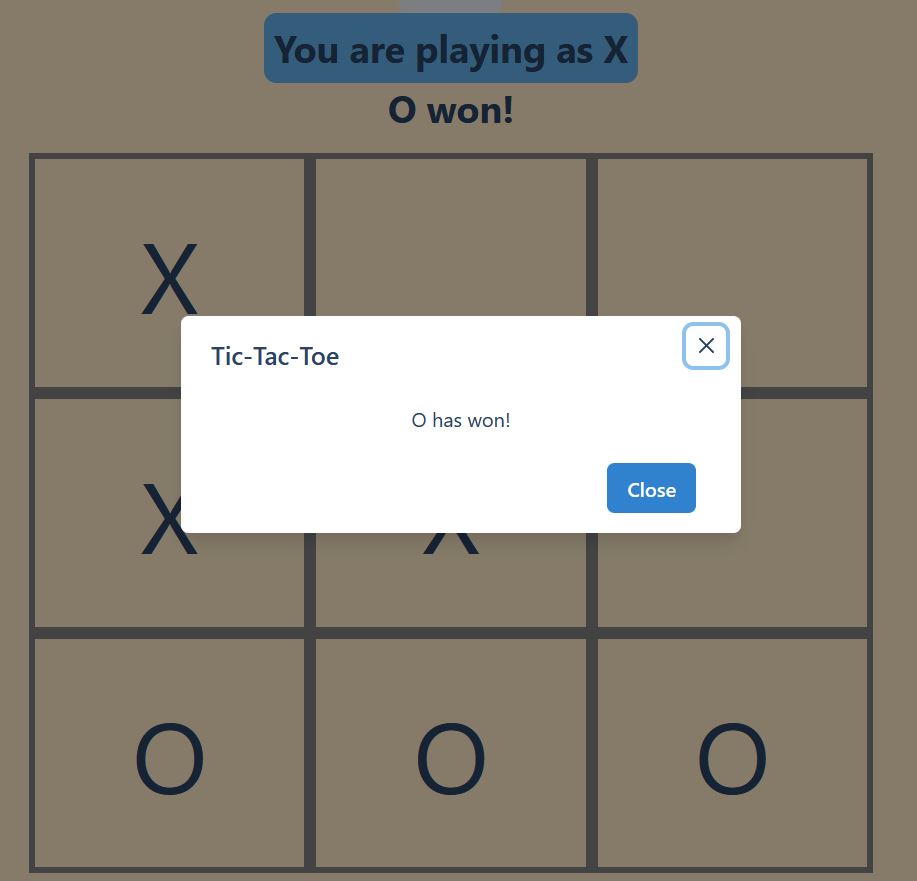 You are playing as X
O won!
X
Tic-Tac-Toe
O has won!
X X
Close
O O O